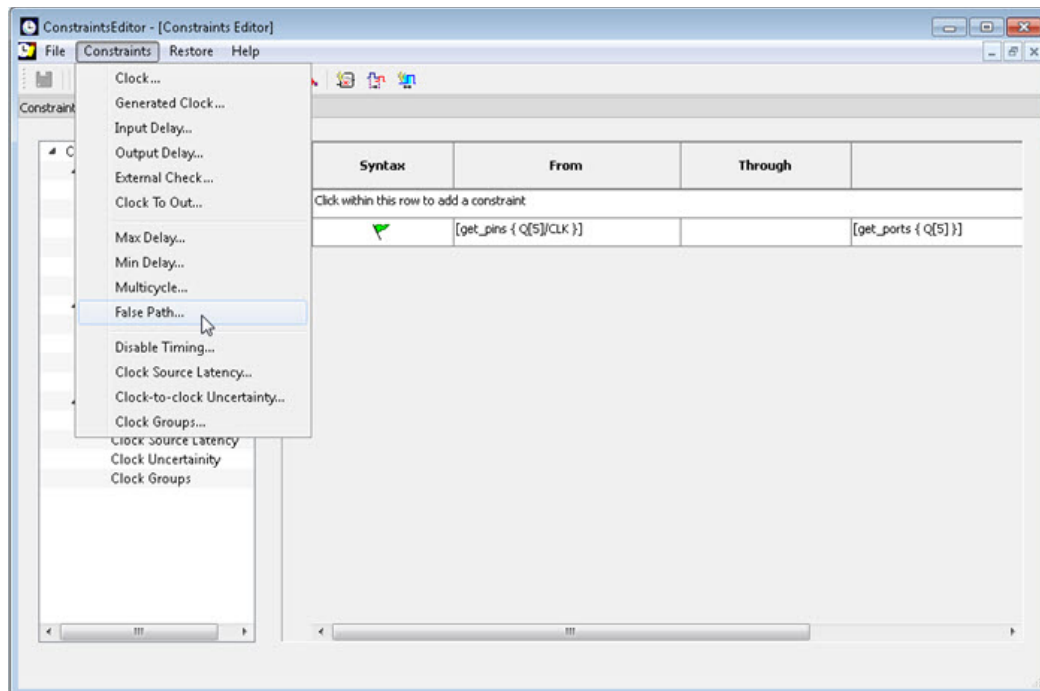 ConstraintsEditor - [Constraints Editor]
File Constraints Restore Help
Constraint
Clock...
Generated Clock...
Input Delay...
Output Delay...
External Check...
Clock To Out...
Max Delay...
Min Delay...
Multicycle...
False Path...
Disable Timing...
Clock Source Latency...
Clock-to-clock Uncertainty...
Clock Groups...
C
Clock Source Latency
Clock Uncertainity
Clock Groups
Syntax From Through
Click within this row to add a constraint
[get_pins { Q[5]/CLK }] [get_ports { Q[5] }]